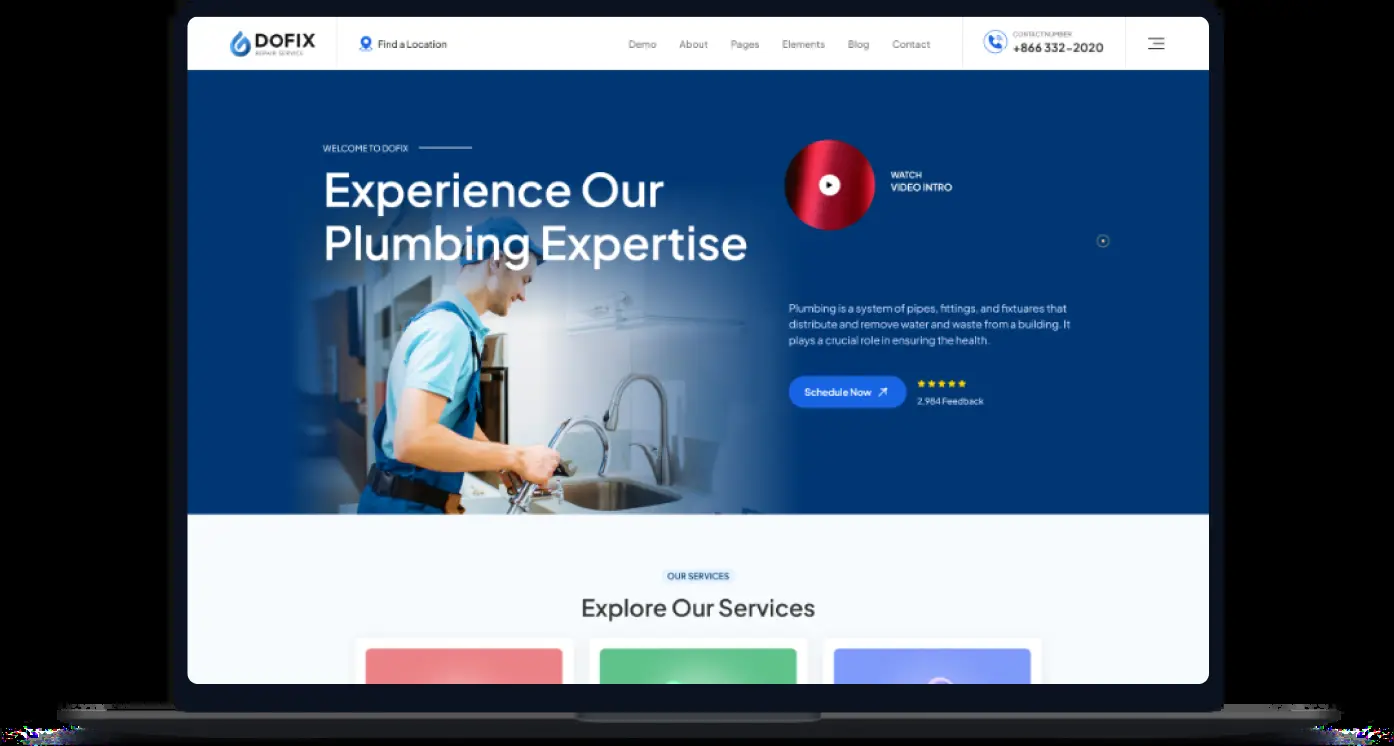 DOFIX
REPAIR SERVICE
Find a Location
Demo
About
Pages
Elements
Blog
Contact
CONTACT NUMBER
+866 332-2020
WELCOME TO DOFIX
Experience Our
Plumbing Expertise
WATCH
VIDEO INTRO
Plumbing is a system of pipes, fittings, and fixtuares that
distribute and remove water and waste from a building. It
plays a crucial role in ensuring the health.
Schedule Now
2,984 Feedback
OUR SERVICES
Explore Our Services